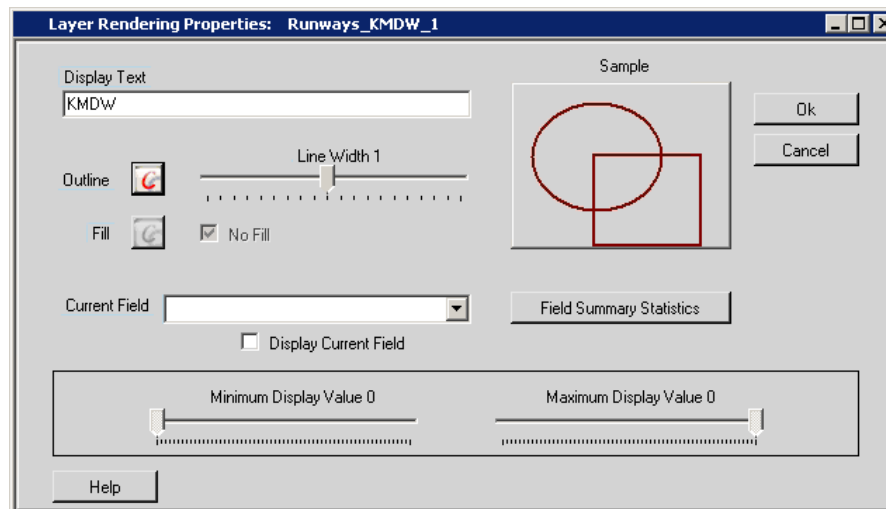 Layer Rendering Properties: Runways_KMDW_1
Display Text
KMDW
Sample
Ok
Cancel
Line Width 1
Outline
Fill
No Fill
Current Field
Field Summary Statistics
Display Current Field
Minimum Display Value 0
Maximum Display Value 0
Help